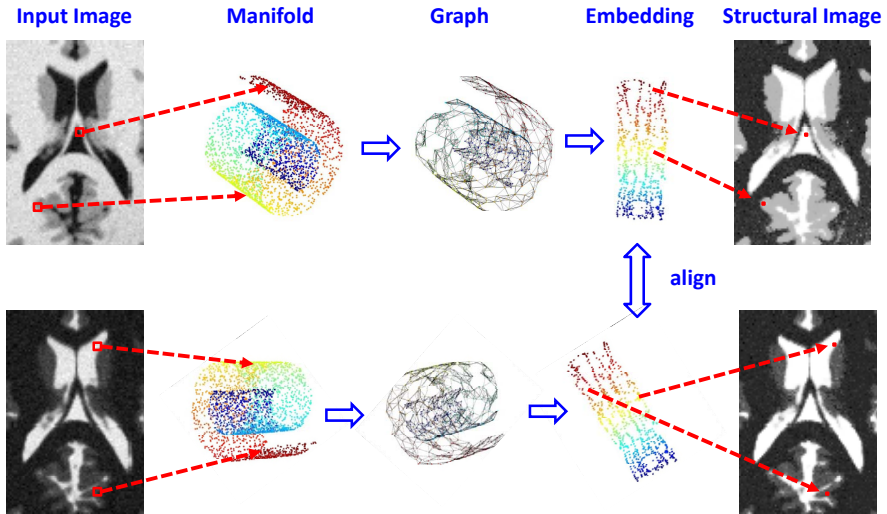 Input Image
Manifold
Graph
Embedding
Structural Image
align